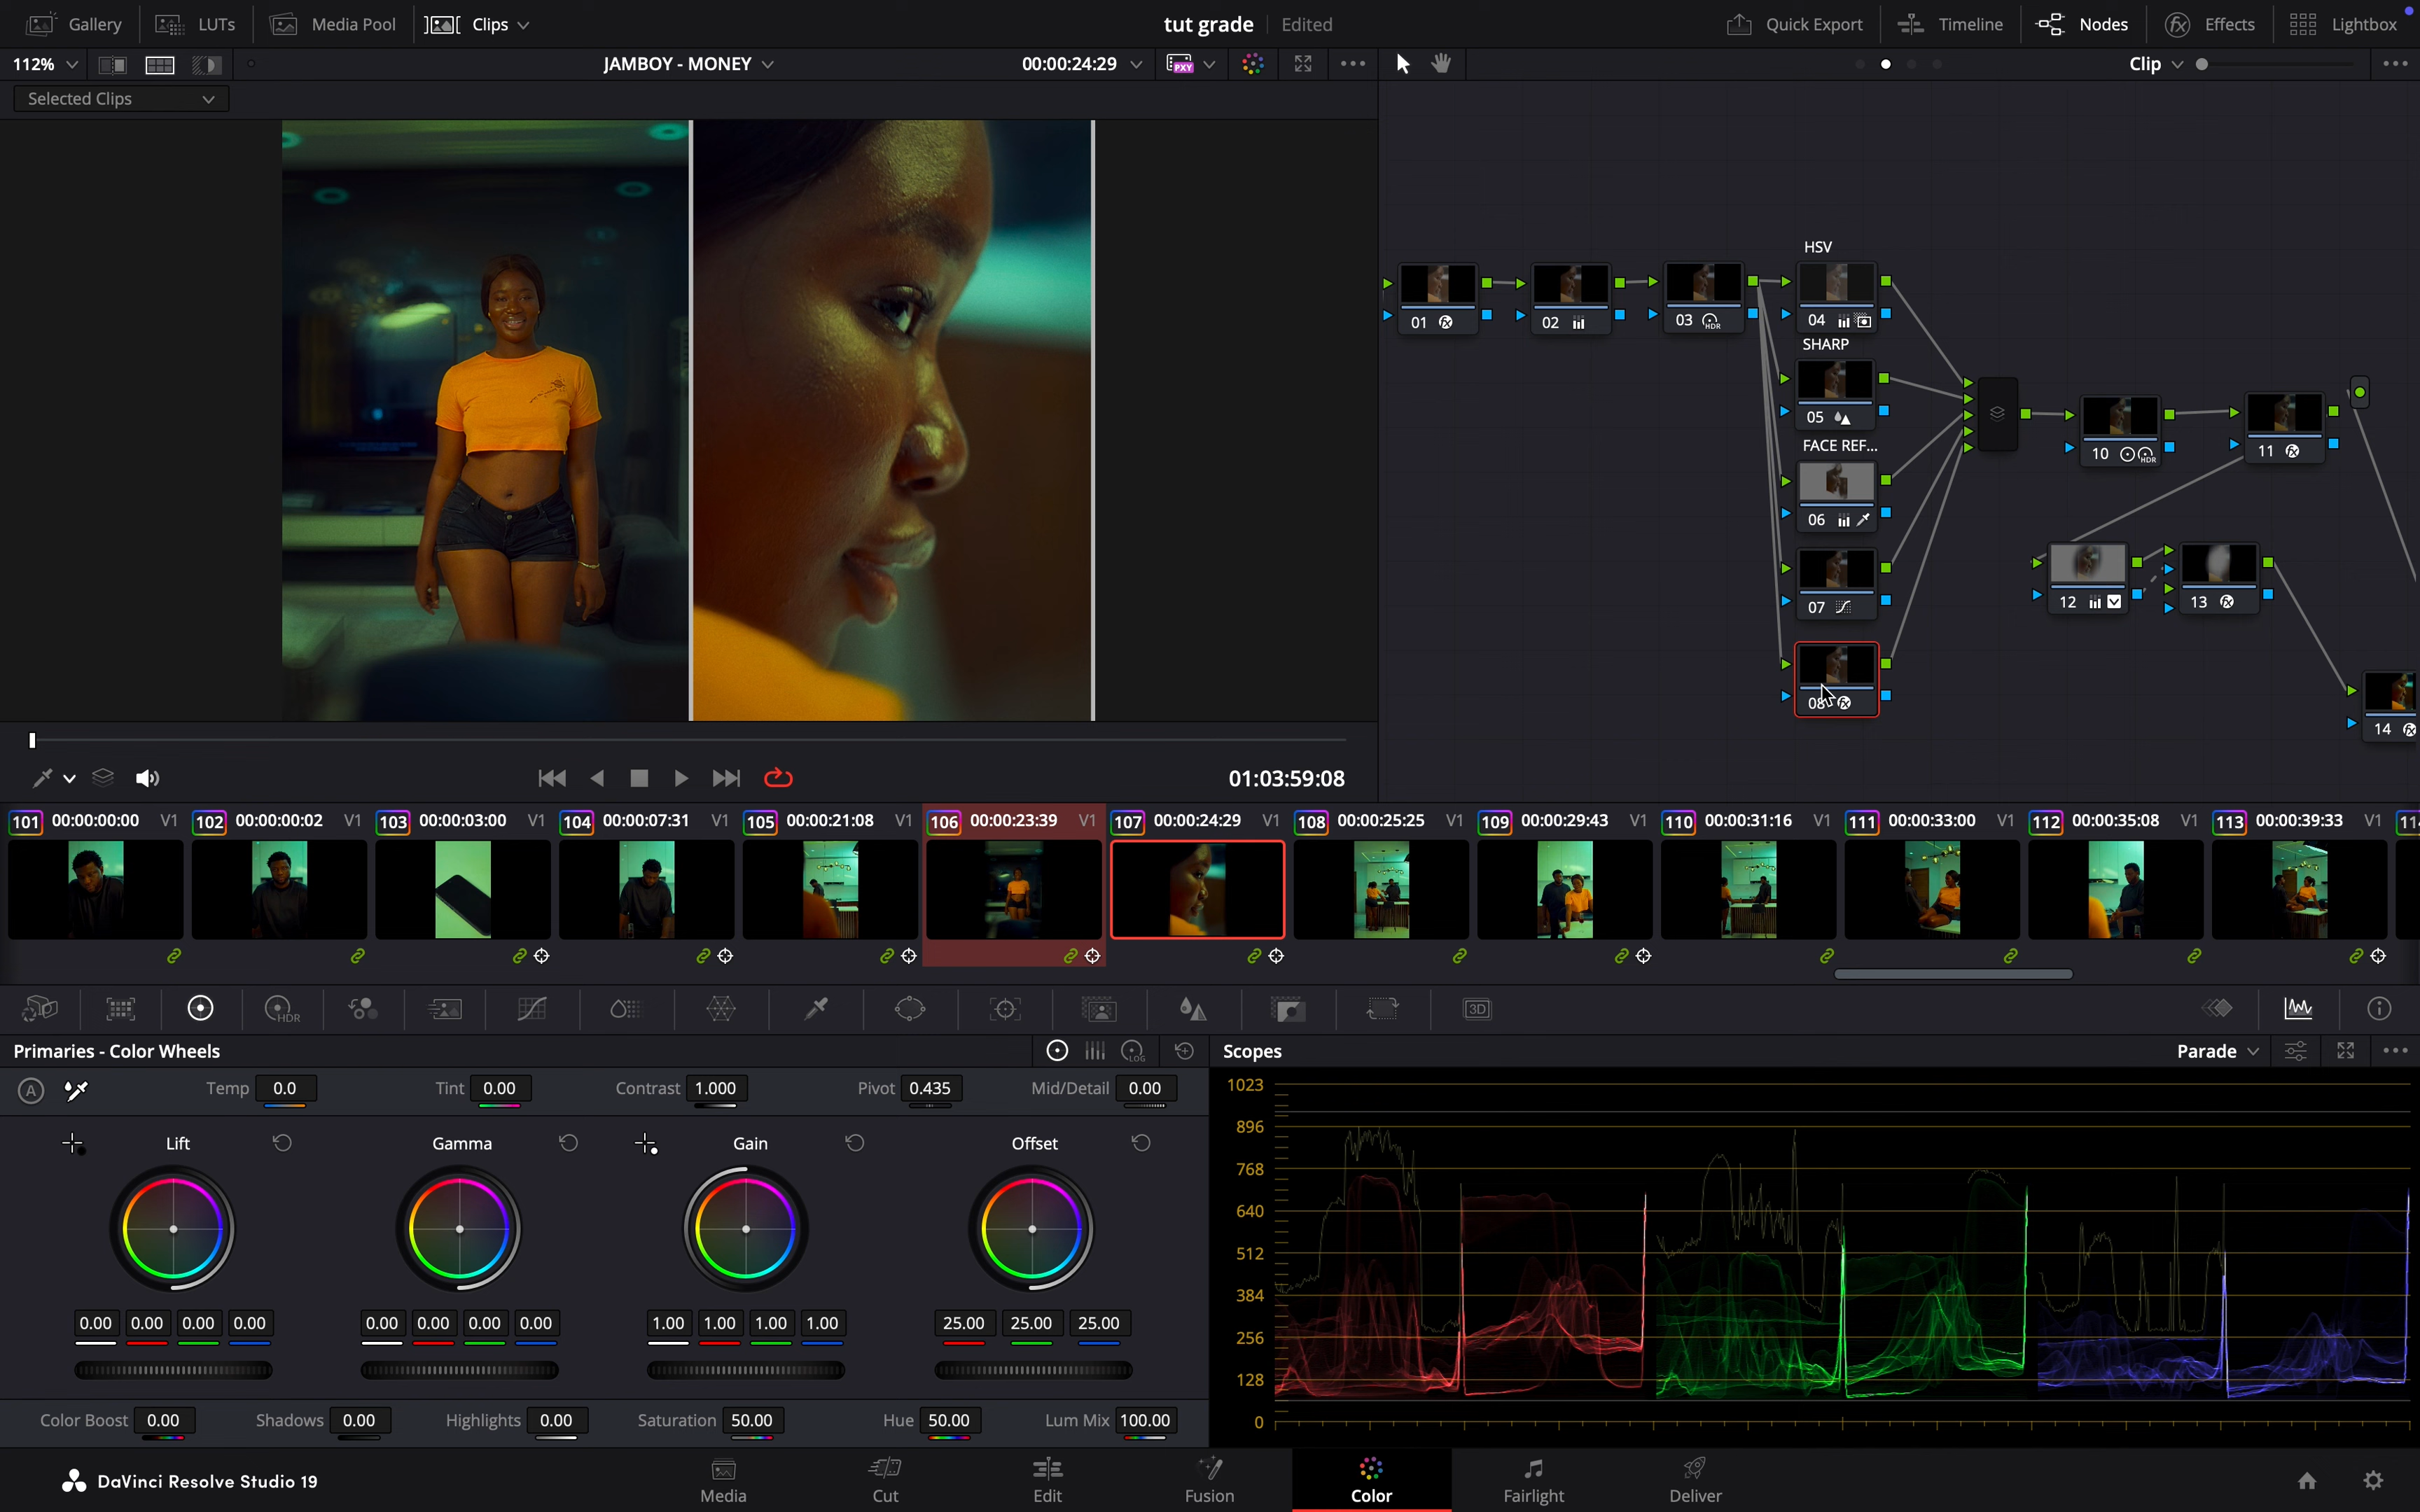 Gallery LUTs Media Pool Clips tut grade Edited Quick Export Timeline Nodes Effects Lightbox
112% JAMBOY - MONEY 00:00:24:29 PXY Clip
Selected Clips
HSV
01 02 03 HDR 04
SHARP
05
FACE REF...
10 HDR 11
06
07
12 13
08
14
01:03:59:08
101 00:00:00:00 V1 102 00:00:00:02 V1 103 00:00:03:00 V1 104 00:00:07:31 V1 105 00:00:21:08 V1 106 00:00:23:39 V1 107 00:00:24:29 V1 108 00:00:25:25 V1 109 00:00:29:43 V1 110 00:00:31:16 V1 111 00:00:33:00 V1 112 00:00:35:08 V1 113 00:00:39:33 V1
HDR 3D
Primaries - Color Wheels LOG Scopes Parade
A Temp 0.0 Tint 0.00 Contrast 1.000 Pivot 0.435 Mid/Detail 0.00
Lift Gamma Gain Offset
0.00 0.00 0.00 0.00 0.00 0.00 0.00 0.00 1.00 1.00 1.00 1.00 25.00 25.00 25.00
Color Boost 0.00 Shadows 0.00 Highlights 0.00 Saturation 50.00 Hue 50.00 Lum Mix 100.00
1023
896
768
640
512
384
256
128
0
DaVinci Resolve Studio 19 Media Cut Edit Fusion Color Fairlight Deliver